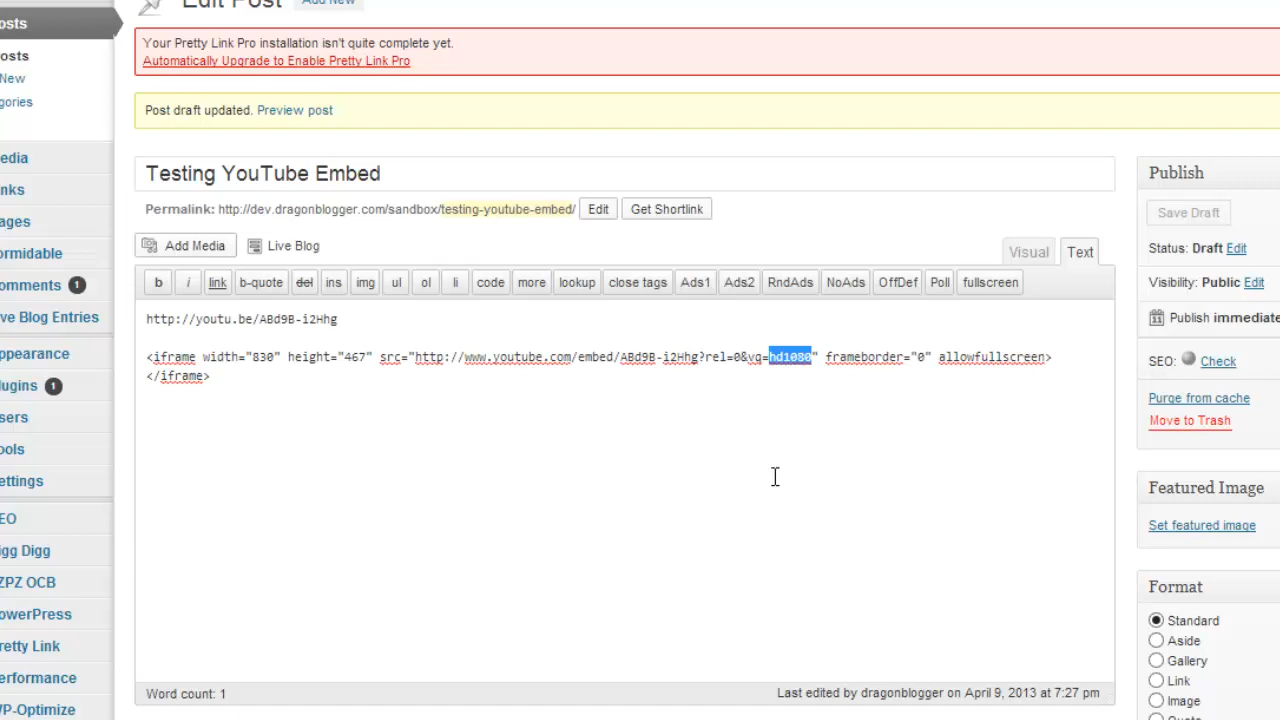 Edit Post Add New
osts
Your Pretty Link Pro installation isn't quite complete yet.
Automatically Upgrade to Enable Pretty Link Pro
osts
New
gories
Post draft updated. Preview post
edia
nks
ages
ormidable
omments 1
ve Blog Entries
ppearance
lugins 1
sers
ools
ettings
EO
igg Digg
ZPZ OCB
owerPress
retty Link
erformance
WP-Optimize
Testing YouTube Embed
Permalink: http://dev.dragonblogger.com/sandbox/testing-youtube-embed/ Edit Get Shortlink
Add Media Live Blog
Visual Text
b i link b-quote del ins img ul ol li code more lookup close tags Ads1 Ads2 RndAds NoAds OffDef Poll fullscreen
http://youtu.be/ABd9B-i2Hhg
<iframe width="830" height="467" src="http://www.youtube.com/embed/ABd9B-i2Hhg?rel=0&vq=hd1080" frameborder="0" allowfullscreen>
</iframe>
Word count: 1
Last edited by dragonblogger on April 9, 2013 at 7:27 pm
Publish
Save Draft
Status: Draft Edit
Visibility: Public Edit
11 Publish immediate
SEO: Check
Purge from cache
Move to Trash
Featured Image
Set featured image
Format
Standard
Aside
Gallery
Link
Image